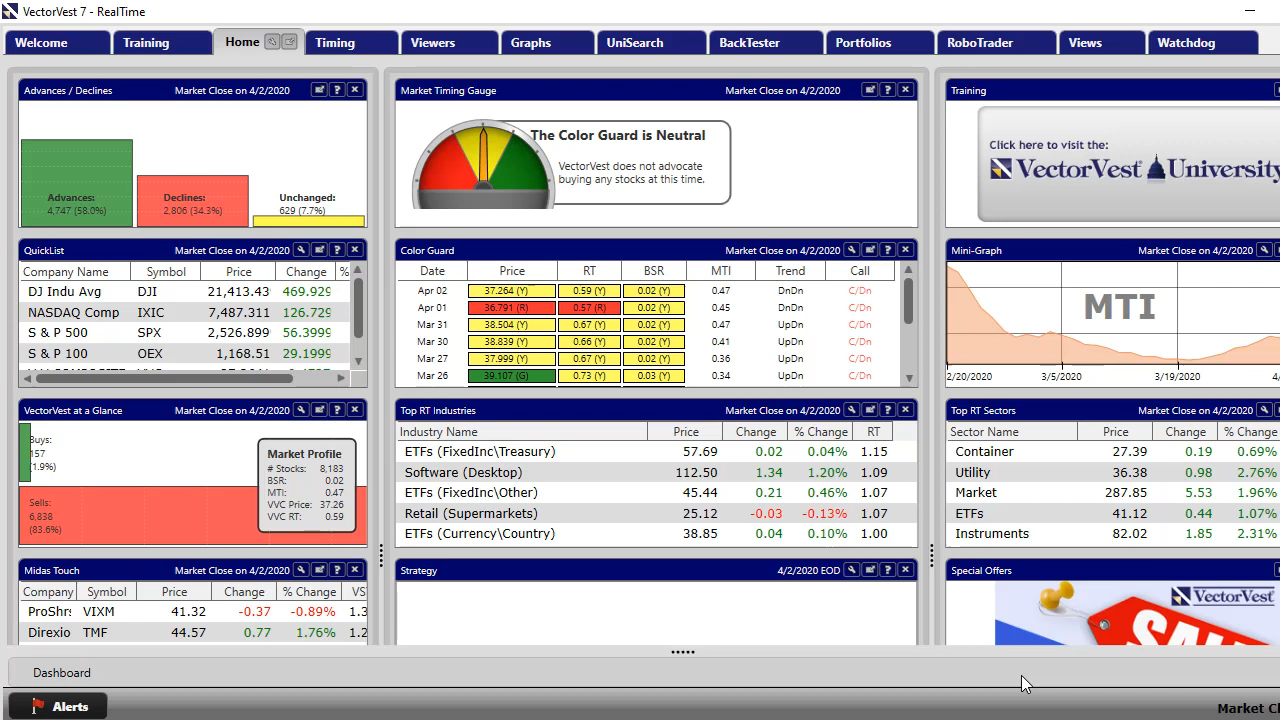 VectorVest 7 - RealTime
Welcome Training Home Timing Viewers Graphs UniSearch BackTester Portfolios RoboTrader Views Watchdog
Advances / Declines Market Close on 4/2/2020
Advances:
4,747 (58.0%)
Declines:
2,806 (34.3%)
Unchanged:
629 (7.7%)
Market Timing Gauge Market Close on 4/2/2020
The Color Guard is Neutral
VectorVest does not advocate
buying any stocks at this time.
Training
Click here to visit the:
VectorVest University
QuickList Market Close on 4/2/2020
Company Name Symbol Price Change %
DJ Indu Avg DJI 21,413.43 469.929
NASDAQ Comp IXIC 7,487.311 126.729
S & P 500 SPX 2,526.899 56.3999
S & P 100 OEX 1,168.51 29.1999
Color Guard Market Close on 4/2/2020
Date Price RT BSR MTI Trend Call
Apr 02 37.264 (Y) 0.59 (Y) 0.02 (Y) 0.47 DnDn C/Dn
Apr 01 36.791 (R) 0.57 (R) 0.02 (Y) 0.45 DnDn C/Dn
Mar 31 38.504 (Y) 0.67 (Y) 0.02 (Y) 0.47 UpDn C/Dn
Mar 30 38.839 (Y) 0.66 (Y) 0.02 (Y) 0.41 UpDn C/Dn
Mar 27 37.999 (Y) 0.67 (Y) 0.02 (Y) 0.36 UpDn C/Dn
Mar 26 39.107 (G) 0.73 (Y) 0.03 (Y) 0.34 UpDn C/Dn
Mini-Graph Market Close on 4/2/2020
MTI
2/20/2020 3/5/2020 3/19/2020 4/
VectorVest at a Glance Market Close on 4/2/2020
Buys:
157
(1.9%)
Sells:
6,838
(83.6%)
Market Profile
# Stocks: 8,183
BSR: 0.02
MTI: 0.47
VVC Price: 37.26
VVC RT: 0.59
Top RT Industries Market Close on 4/2/2020
Industry Name Price Change % Change RT
ETFs (FixedInc\Treasury) 57.69 0.02 0.04% 1.15
Software (Desktop) 112.50 1.34 1.20% 1.09
ETFs (FixedInc\Other) 45.44 0.21 0.46% 1.07
Retail (Supermarkets) 25.12 -0.03 -0.13% 1.07
ETFs (Currency\Country) 38.85 0.04 0.10% 1.00
Top RT Sectors Market Close on 4/2/2020
Sector Name Price Change % Change
Container 27.39 0.19 0.69%
Utility 36.38 0.98 2.76%
Market 287.85 5.53 1.96%
ETFs 41.12 0.44 1.07%
Instruments 82.02 1.85 2.31%
Midas Touch Market Close on 4/2/2020
Company Symbol Price Change % Change VS
ProShr VIXM 41.32 -0.37 -0.89% 1.3
Direxio TMF 44.57 0.77 1.76% 1.2
Strategy 4/2/2020 EOD
Special Offers
VectorVest
SALE
Dashboard
Alerts
Market Cl